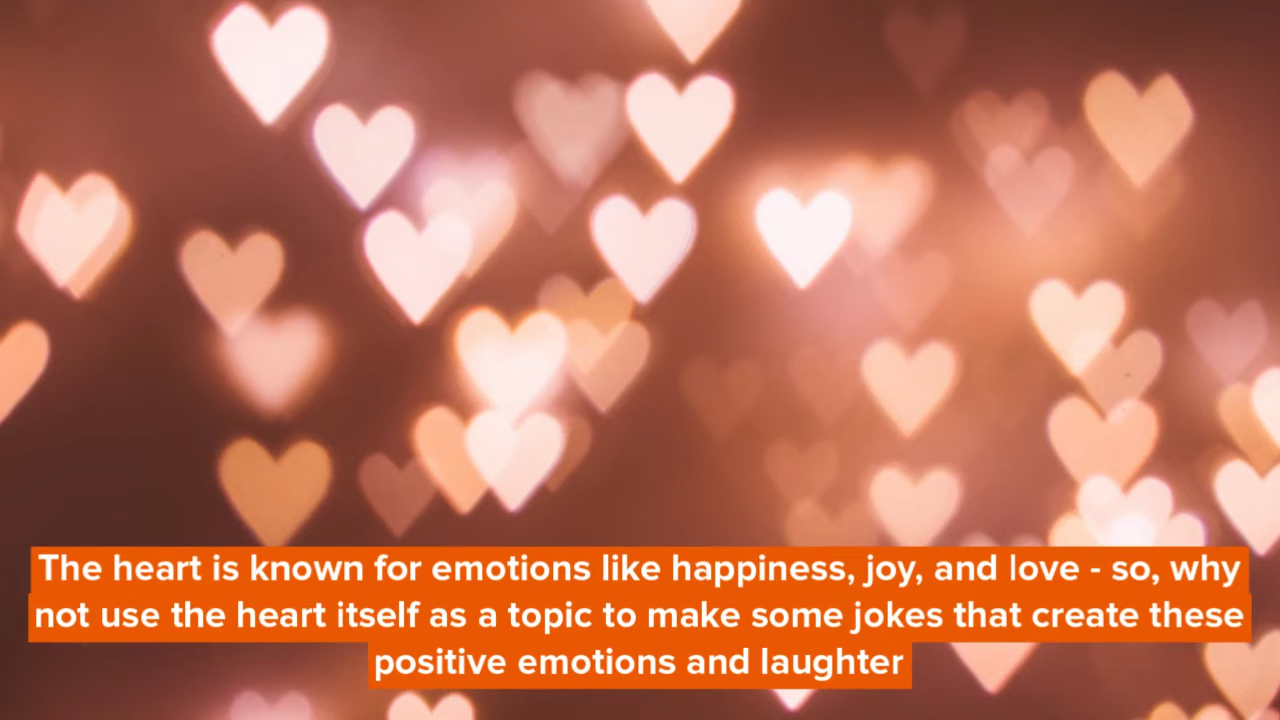 The heart is known for emotions like happiness, joy, and love - so, why
not use the heart itself as a topic to make some jokes that create these
positive emotions and laughter